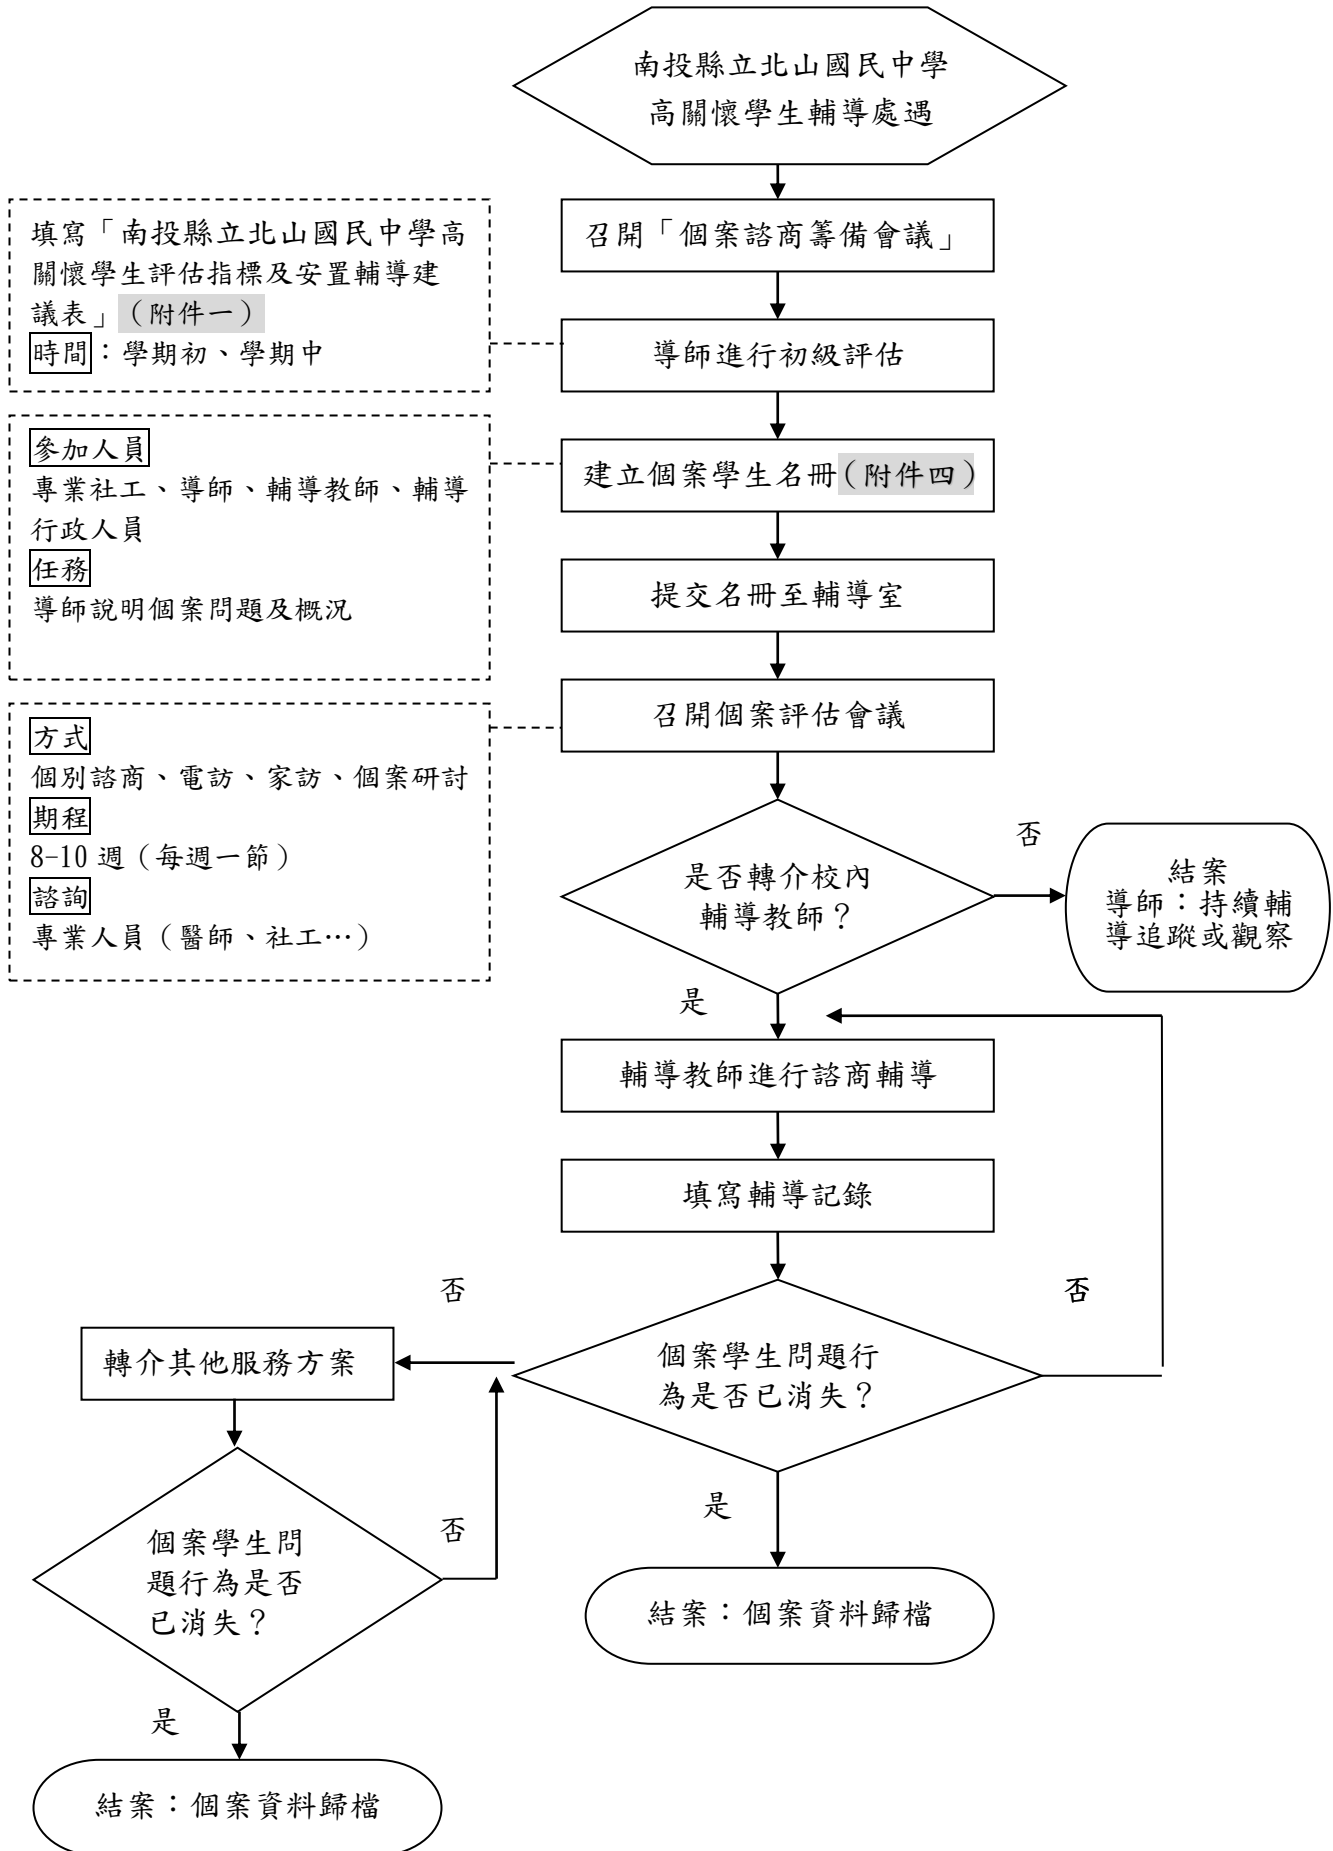 南投縣立北山國民中學
高關懷學生輔導處遇
召開「個案諮商籌備會議」
填寫「南投縣立北山國民中學高
關懷學生評估指標及安置輔導建
議表」（附件一）
時間：學期初、學期中
導師進行初級評估
參加人員
專業社工、導師、輔導教師、輔導
行政人員
任務
導師說明個案問題及概況
建立個案學生名冊（附件四）
提交名冊至輔導室
召開個案評估會議
方式
個別諮商、電訪、家訪、個案研討
期程
8-10 週（每週一節）
諮詢
專業人員（醫師、社工…）
是否轉介校內
輔導教師？
否
結案
導師：持續輔
導追蹤或觀察
是
輔導教師進行諮商輔導
填寫輔導記錄
否
否
轉介其他服務方案
個案學生問題行
為是否已消失？
是
否
個案學生問
題行為是否
已消失？
結案：個案資料歸檔
是
結案：個案資料歸檔